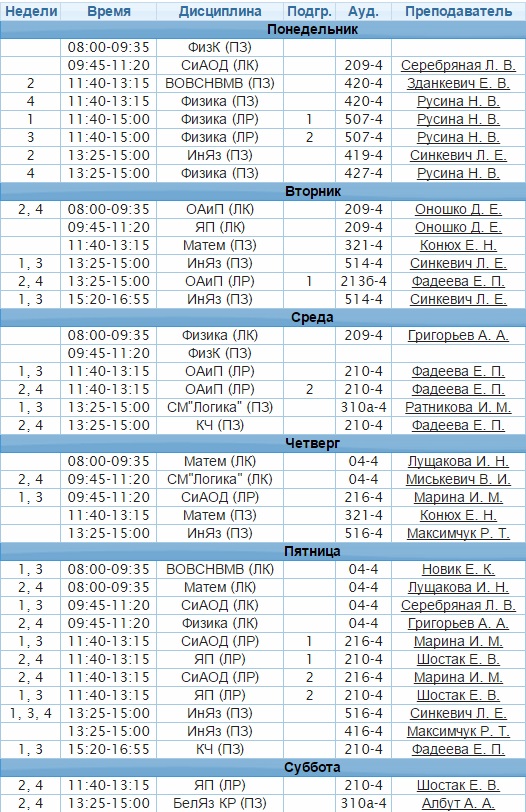 Недели Время Дисциплина Подгр. Ауд. Преподаватель
Понедельник
08:00-09:35 ФизК (ПЗ)
09:45-11:20 СиАОД (ЛК) 209-4 Серебряная Л. В.
2 11:40-13:15 ВОВСНВМВ (ПЗ) 420-4 Зданкевич Е. В.
4 11:40-13:15 Физика (ПЗ) 420-4 Русина Н. В.
1 11:40-15:00 Физика (ЛР) 1 507-4 Русина Н. В.
3 11:40-15:00 Физика (ЛР) 2 507-4 Русина Н. В.
2 13:25-15:00 ИнЯз (ПЗ) 419-4 Синкевич Л. Е.
4 13:25-15:00 Физика (ПЗ) 427-4 Русина Н. В.
Вторник
2, 4 08:00-09:35 ОАиП (ЛК) 209-4 Оношко Д. Е.
09:45-11:20 ЯП (ЛК) 209-4 Оношко Д. Е.
11:40-13:15 Матем (ПЗ) 321-4 Конюх Е. Н.
1, 3 13:25-15:00 ИнЯз (ПЗ) 514-4 Синкевич Л. Е.
2, 4 13:25-15:00 ОАиП (ЛР) 1 213б-4 Фадеева Е. П.
1, 3 15:20-16:55 ИнЯз (ПЗ) 514-4 Синкевич Л. Е.
Среда
08:00-09:35 Физика (ЛК) 209-4 Григорьев А. А.
09:45-11:20 ФизК (ПЗ)
1, 3 11:40-13:15 ОАиП (ЛР) 210-4 Фадеева Е. П.
2, 4 11:40-13:15 ОАиП (ЛР) 2 210-4 Фадеева Е. П.
1, 3 13:25-15:00 СМ"Логика" (ПЗ) 310а-4 Ратникова И. М.
2, 4 13:25-15:00 КЧ (ПЗ) 210-4 Фадеева Е. П.
Четверг
08:00-09:35 Матем (ЛК) 04-4 Лущакова И. Н.
2, 4 09:45-11:20 СМ"Логика" (ЛК) 04-4 Миськевич В. И.
1, 3 09:45-11:20 СиАОД (ЛР) 216-4 Марина И. М.
11:40-13:15 Матем (ПЗ) 321-4 Конюх Е. Н.
13:25-15:00 ИнЯз (ПЗ) 516-4 Максимчук Р. Т.
Пятница
1, 3 08:00-09:35 ВОВСНВМВ (ЛК) 04-4 Новик Е. К.
2, 4 08:00-09:35 Матем (ЛК) 04-4 Лущакова И. Н.
1, 3 09:45-11:20 СиАОД (ЛК) 04-4 Серебряная Л. В.
2, 4 09:45-11:20 Физика (ЛК) 04-4 Григорьев А. А.
1, 3 11:40-13:15 СиАОД (ЛР) 1 216-4 Марина И. М.
2, 4 11:40-13:15 ЯП (ЛР) 1 210-4 Шостак Е. В.
2, 4 11:40-13:15 СиАОД (ЛР) 2 216-4 Марина И. М.
1, 3 11:40-13:15 ЯП (ЛР) 2 210-4 Шостак Е. В.
1, 3, 4 13:25-15:00 ИнЯз (ПЗ) 516-4 Синкевич Л. Е.
13:25-15:00 ИнЯз (ПЗ) 416-4 Максимчук Р. Т.
1, 3 15:20-16:55 КЧ (ПЗ) 210-4 Фадеева Е. П.
Суббота
2, 4 11:40-13:15 ЯП (ЛР) 210-4 Шостак Е. В.
2, 4 13:25-15:00 БелЯз КР (ПЗ) 310а-4 Албут А. А.